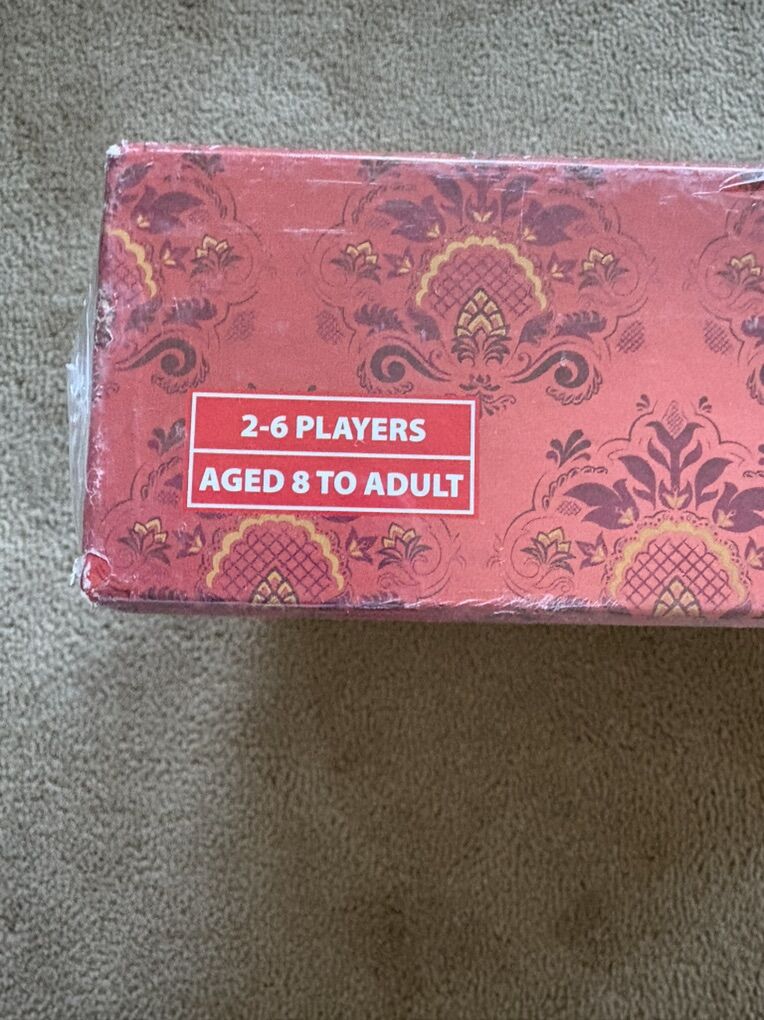 2-6 PLAYERS
AGED 8 TO ADULT